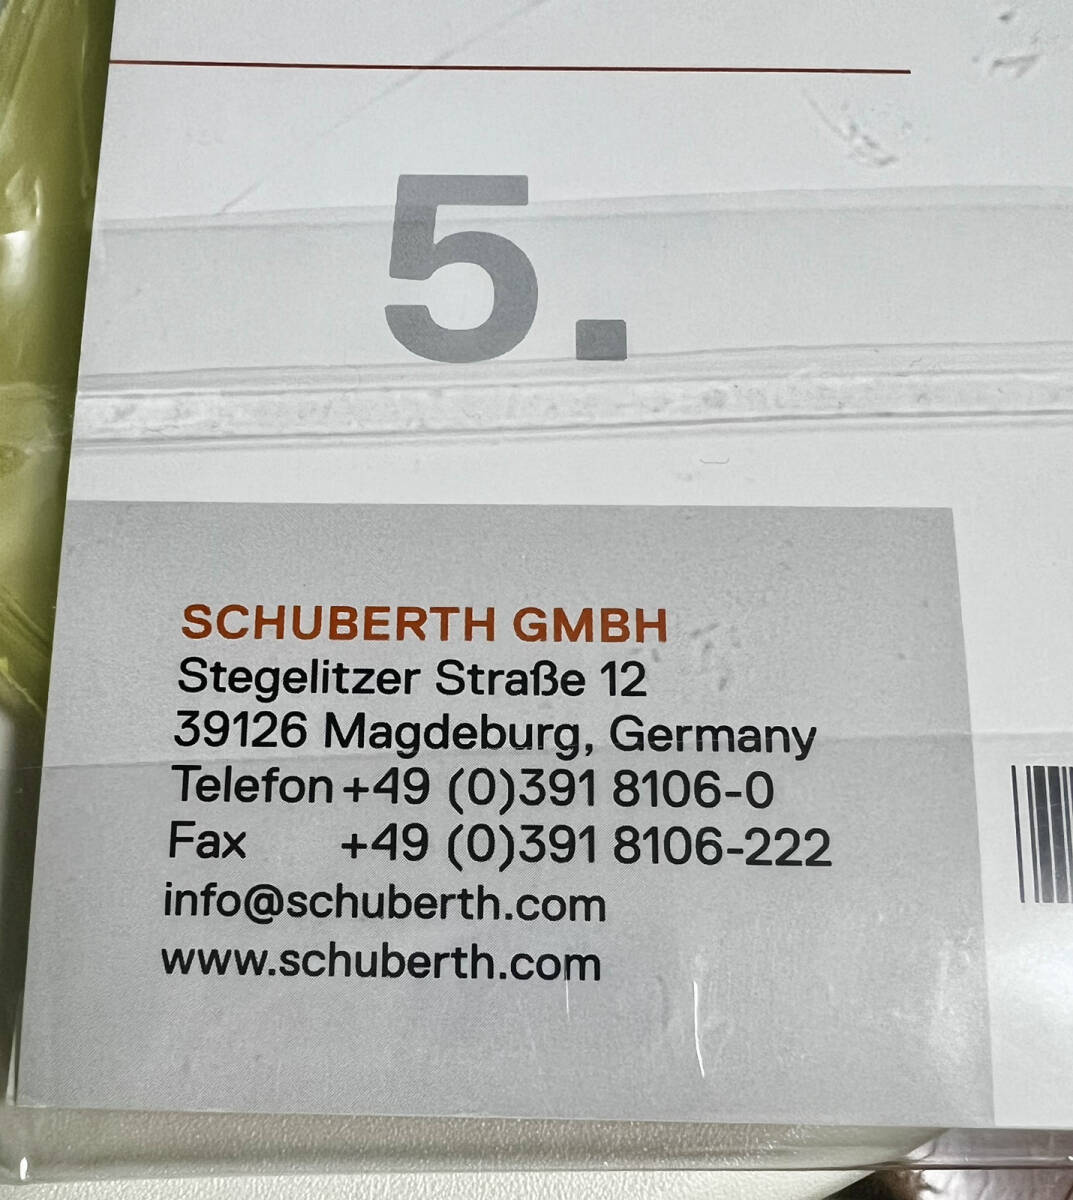 5.
SCHUBERTH GMBH
Stegelitzer Straße 12
39126 Magdeburg, Germany
Telefon +49 (0)391 8106-0
Fax +49 (0)391 8106-222
info@schuberth.com
www.schuberth.com